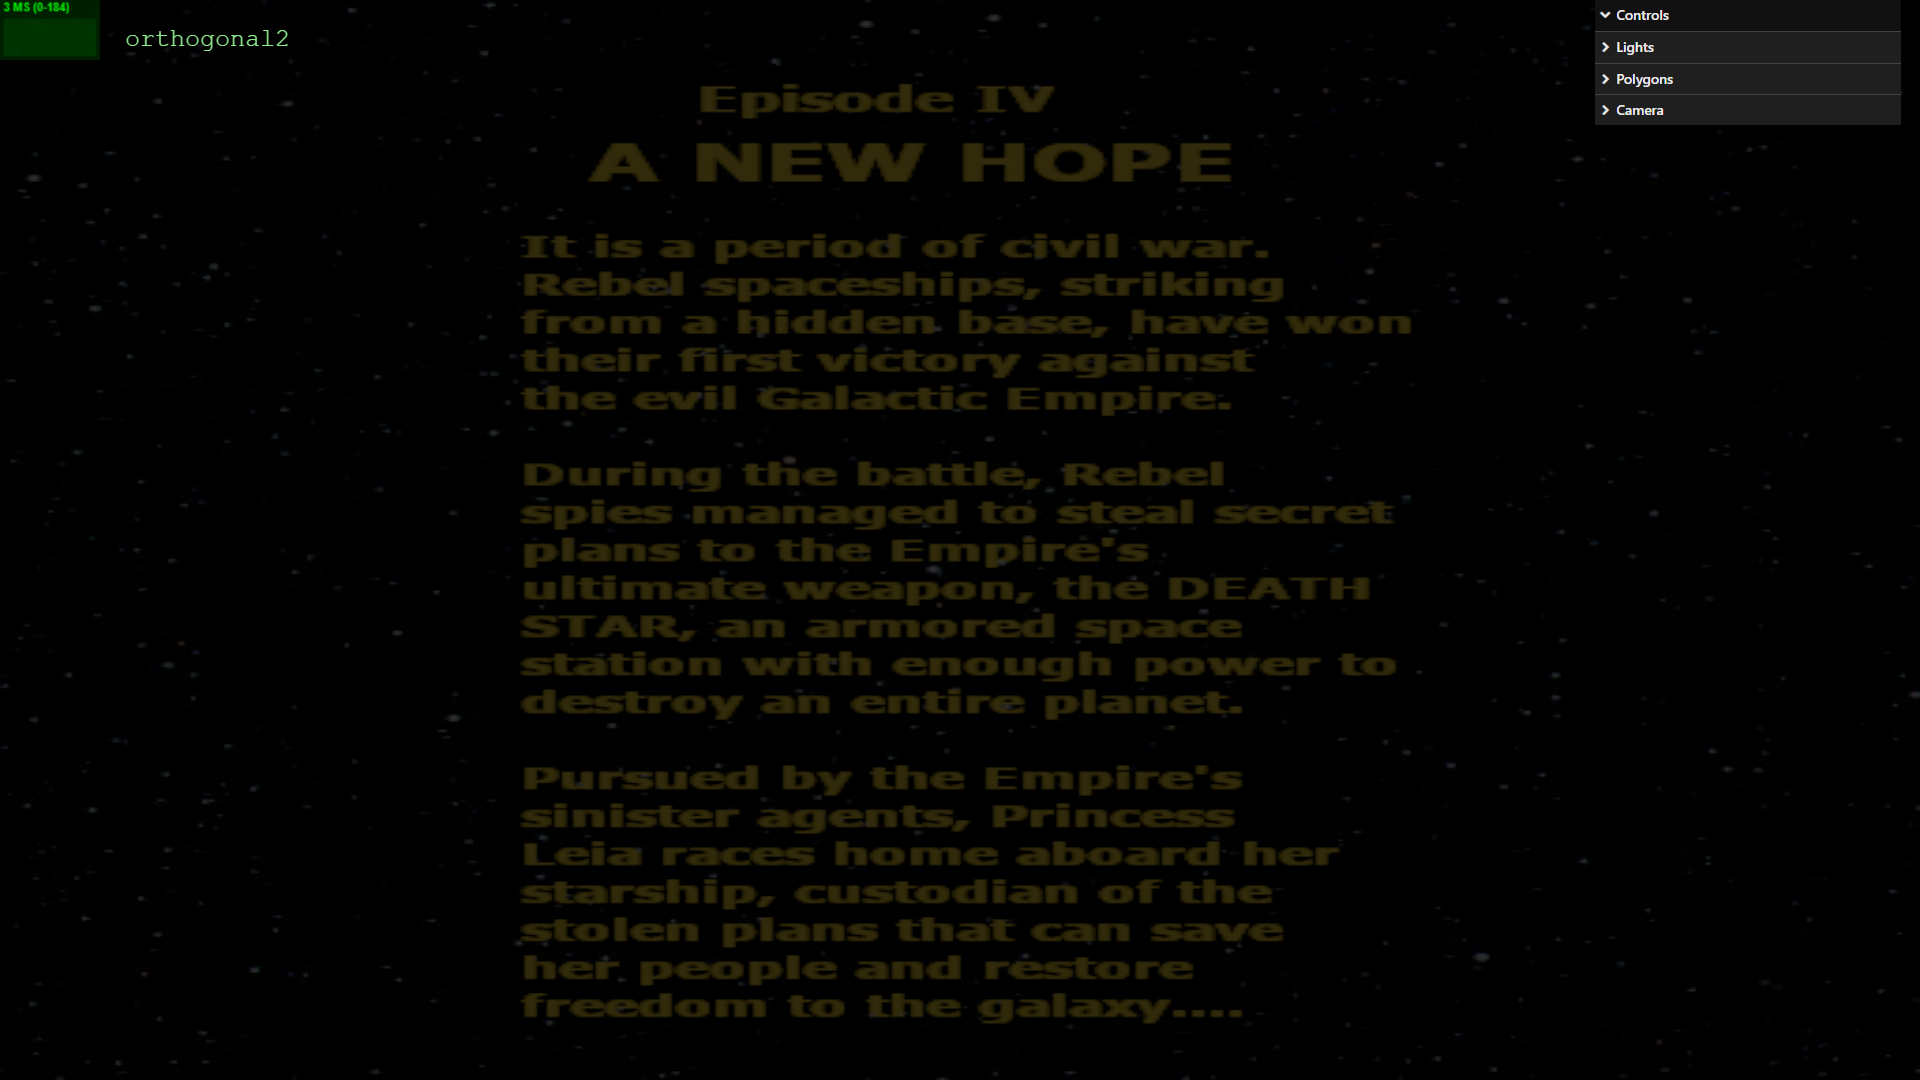 3 MS (0-184)
orthogonal2
Controls
Lights
Polygons
Camera
Episode IV
A NEW HOPE
It is a period of civil war.
Rebel spaceships, striking
from a hidden base, have won
their first victory against
the evil Galactic Empire.
During the battle, Rebel
spies managed to steal secret
plans to the Empire's
ultimate weapon, the DEATH
STAR, an armored space
station with enough power to
destroy an entire planet.
Pursued by the Empire's
sinister agents, Princess
Leia races home aboard her
starship, custodian of the
stolen plans that can save
her people and restore
freedom to the galaxy....